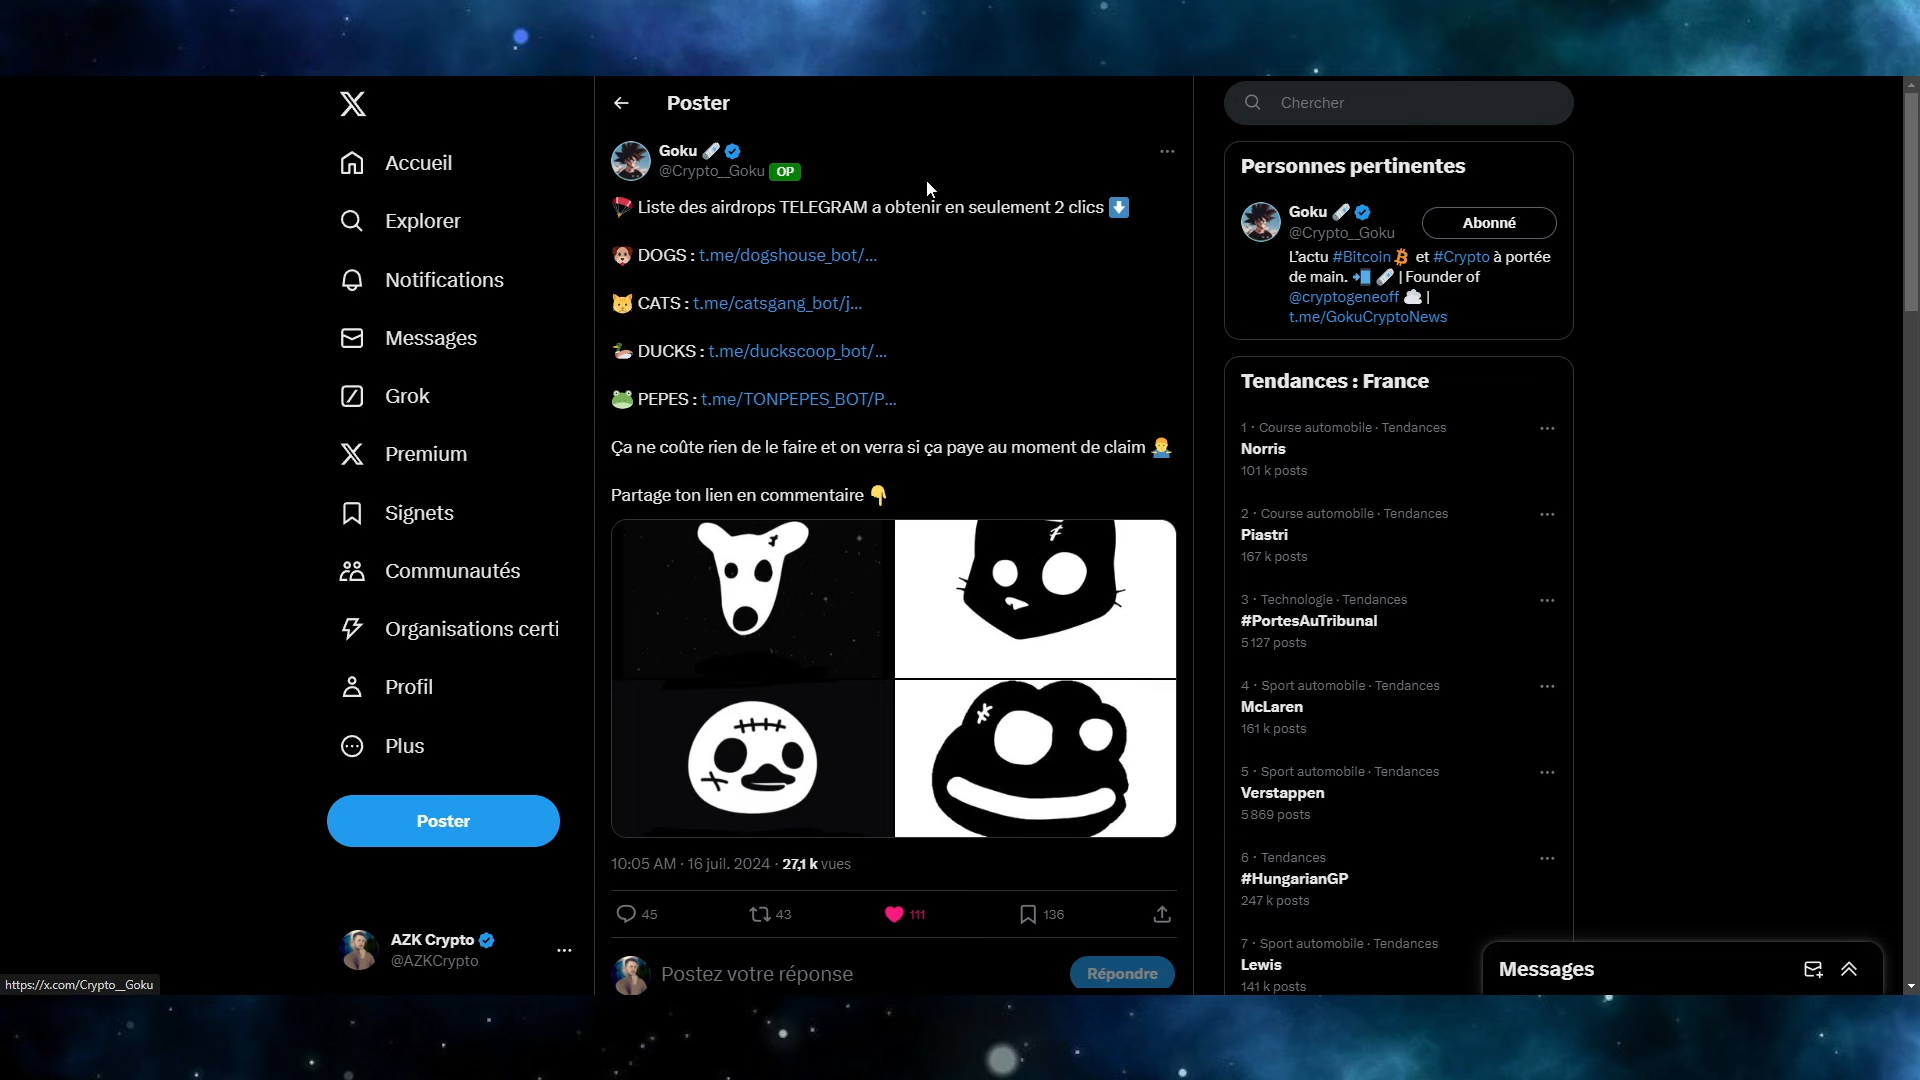 Accueil
Explorer
Notifications
Messages
Grok
Premium
Signets
Communautés
Organisations certi
Profil
Plus
Poster
AZK Crypto
@AZKCrypto
https://x.com/Crypto__Goku
Poster
Goku
@Crypto__Goku OP
Liste des airdrops TELEGRAM a obtenir en seulement 2 clics
DOGS : t.me/dogshouse_bot/...
CATS : t.me/catsgang_bot/j...
DUCKS : t.me/duckscoop_bot/...
PEPES : t.me/TONPEPES_BOT/P...
Ça ne coûte rien de le faire et on verra si ça paye au moment de claim
Partage ton lien en commentaire
10:05 AM · 16 juil. 2024 · 27,1 k vues
45 43 111 136
Postez votre réponse
Répondre
Chercher
Personnes pertinentes
Goku
@Crypto__Goku
Abonné
L’actu #Bitcoin et #Crypto à portée
de main. | Founder of
@cryptogeneoff |
t.me/GokuCryptoNews
Tendances : France
1 · Course automobile · Tendances
Norris
101 k posts
2 · Course automobile · Tendances
Piastri
167 k posts
3 · Technologie · Tendances
#PortesAuTribunal
5 127 posts
4 · Sport automobile · Tendances
McLaren
161 k posts
5 · Sport automobile · Tendances
Verstappen
5 869 posts
6 · Tendances
#HungarianGP
247 k posts
7 · Sport automobile · Tendances
Lewis
141 k posts
Messages